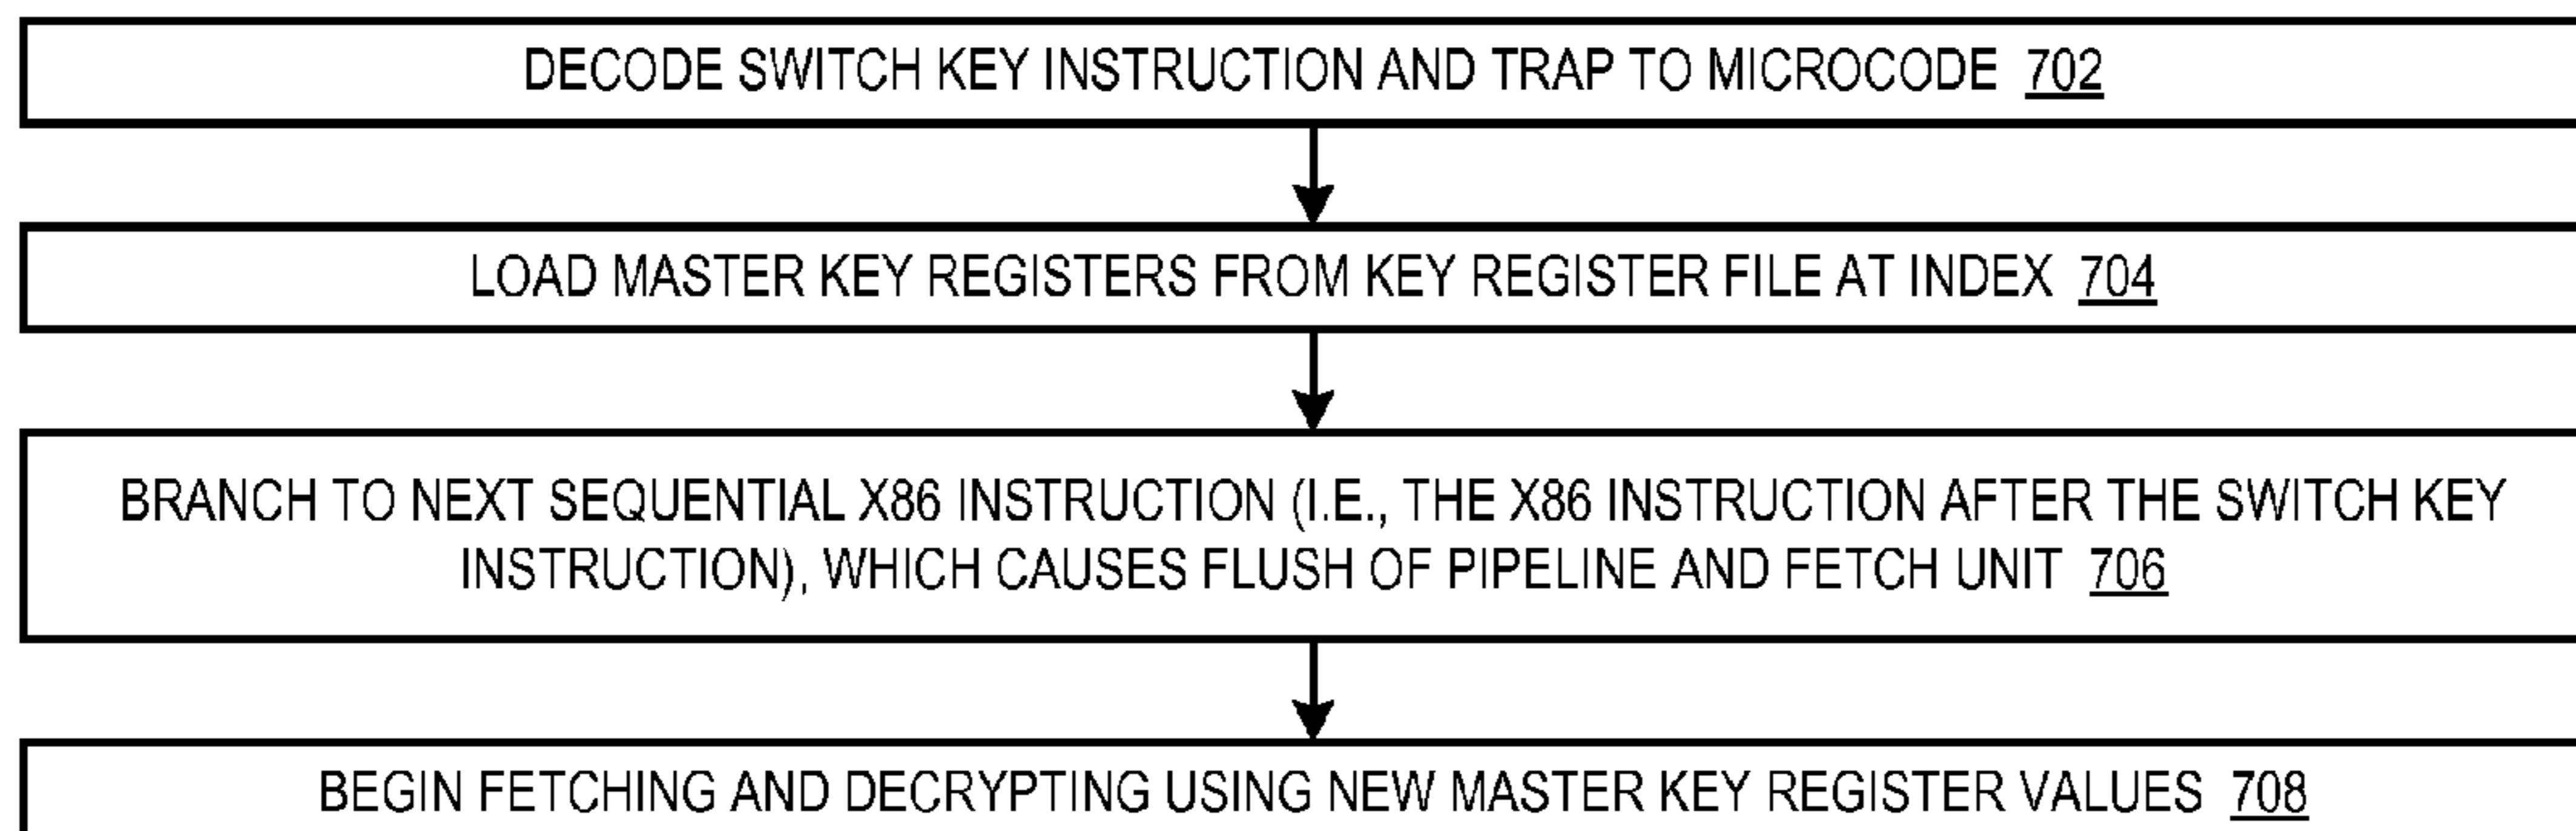 DECODE SWITCH KEY INSTRUCTION AND TRAP TO MICROCODE 702
LOAD MASTER KEY REGISTERS FROM KEY REGISTER FILE AT INDEX 704
BRANCH TO NEXT SEQUENTIAL X86 INSTRUCTION (I.E., THE X86 INSTRUCTION AFTER THE SWITCH KEY
INSTRUCTION), WHICH CAUSES FLUSH OF PIPELINE AND FETCH UNIT 706
BEGIN FETCHING AND DECRYPTING USING NEW MASTER KEY REGISTER VALUES 708